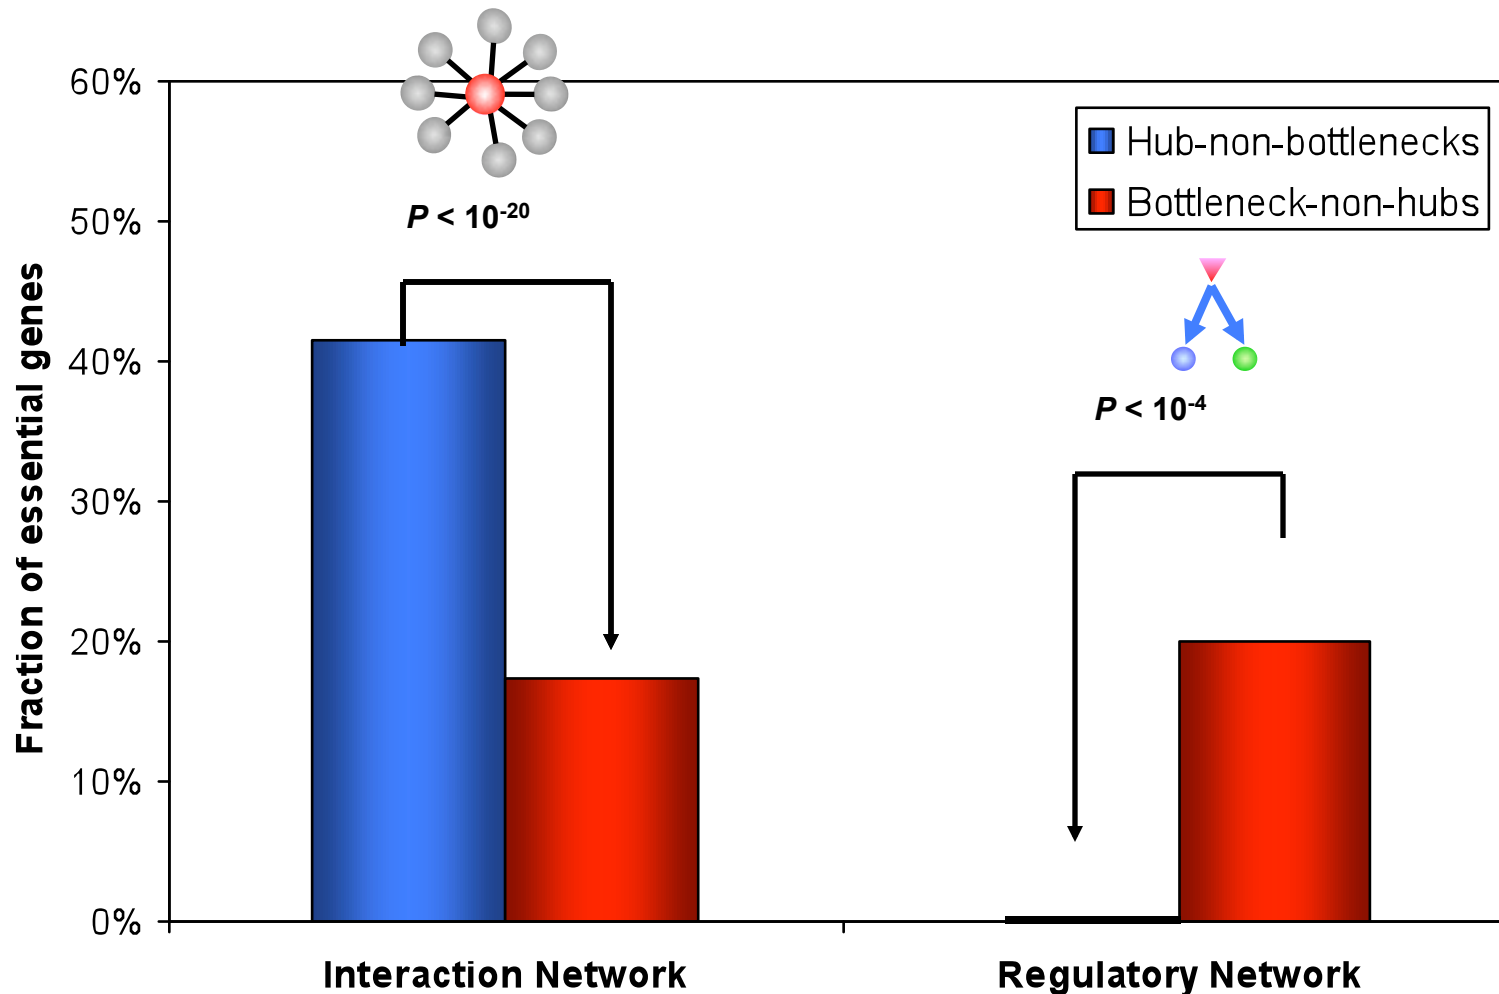 60%
50%
40%
30%
20%
10%
0%
Fraction of essential genes
P < 10-20
Hub-non-bottlenecks
Bottleneck-non-hubs
P < 10-4
Interaction Network
Regulatory Network